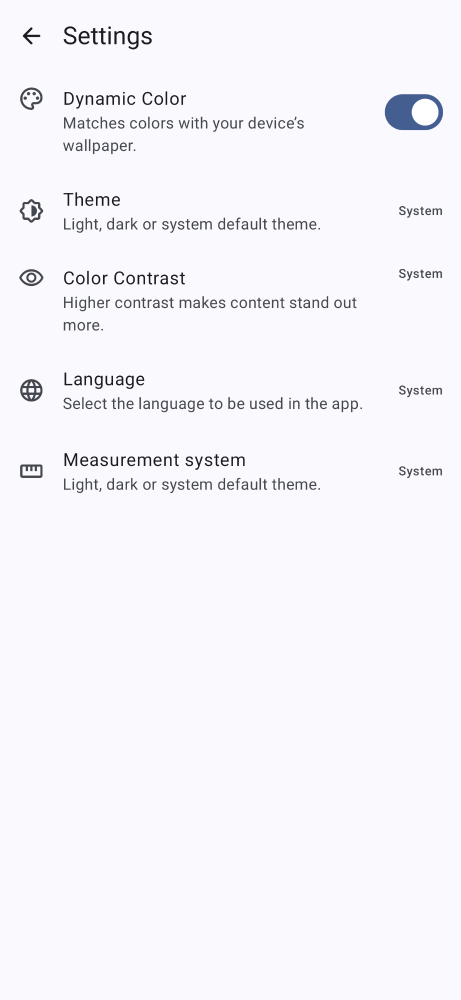 Settings
Dynamic Color
Matches colors with your device’s
wallpaper.
Theme
Light, dark or system default theme.
System
Color Contrast
Higher contrast makes content stand out
more.
System
Language
Select the language to be used in the app.
System
Measurement system
Light, dark or system default theme.
System